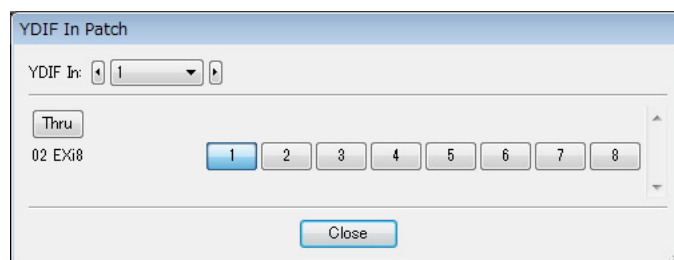 YDIF In Patch
YDIF In: 1
Thru
02 EXi8 1 2 3 4 5 6 7 8
Close